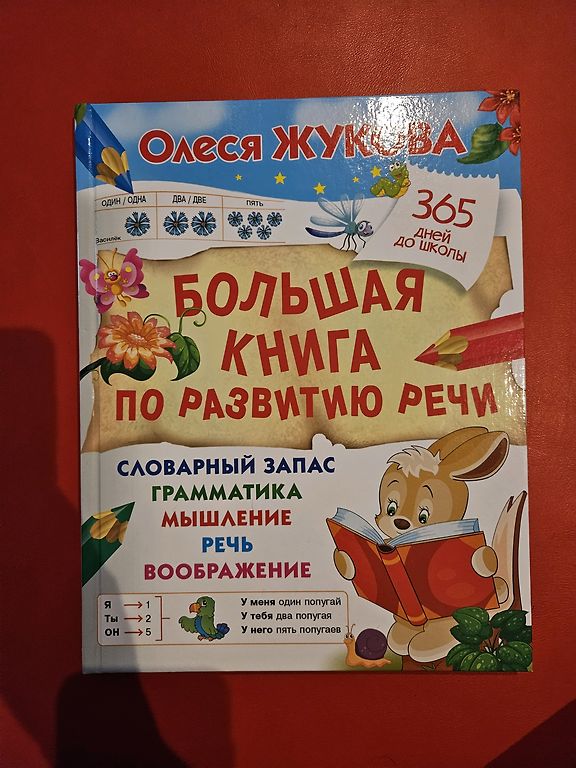 Олеся ЖУКОВА
365
дней
до школы
ОДИН / ОДНА ДВА / ДВЕ ПЯТЬ
Василёк
БОЛЬШАЯ
КНИГА
ПО РАЗВИТИЮ РЕЧИ
СЛОВАРНЫЙ ЗАПАС
ГРАММАТИКА
МЫШЛЕНИЕ
РЕЧЬ
ВООБРАЖЕНИЕ
Я → 1 У меня один попугай
ТЫ → 2 У тебя два попугая
ОН → 5 У него пять попугаев